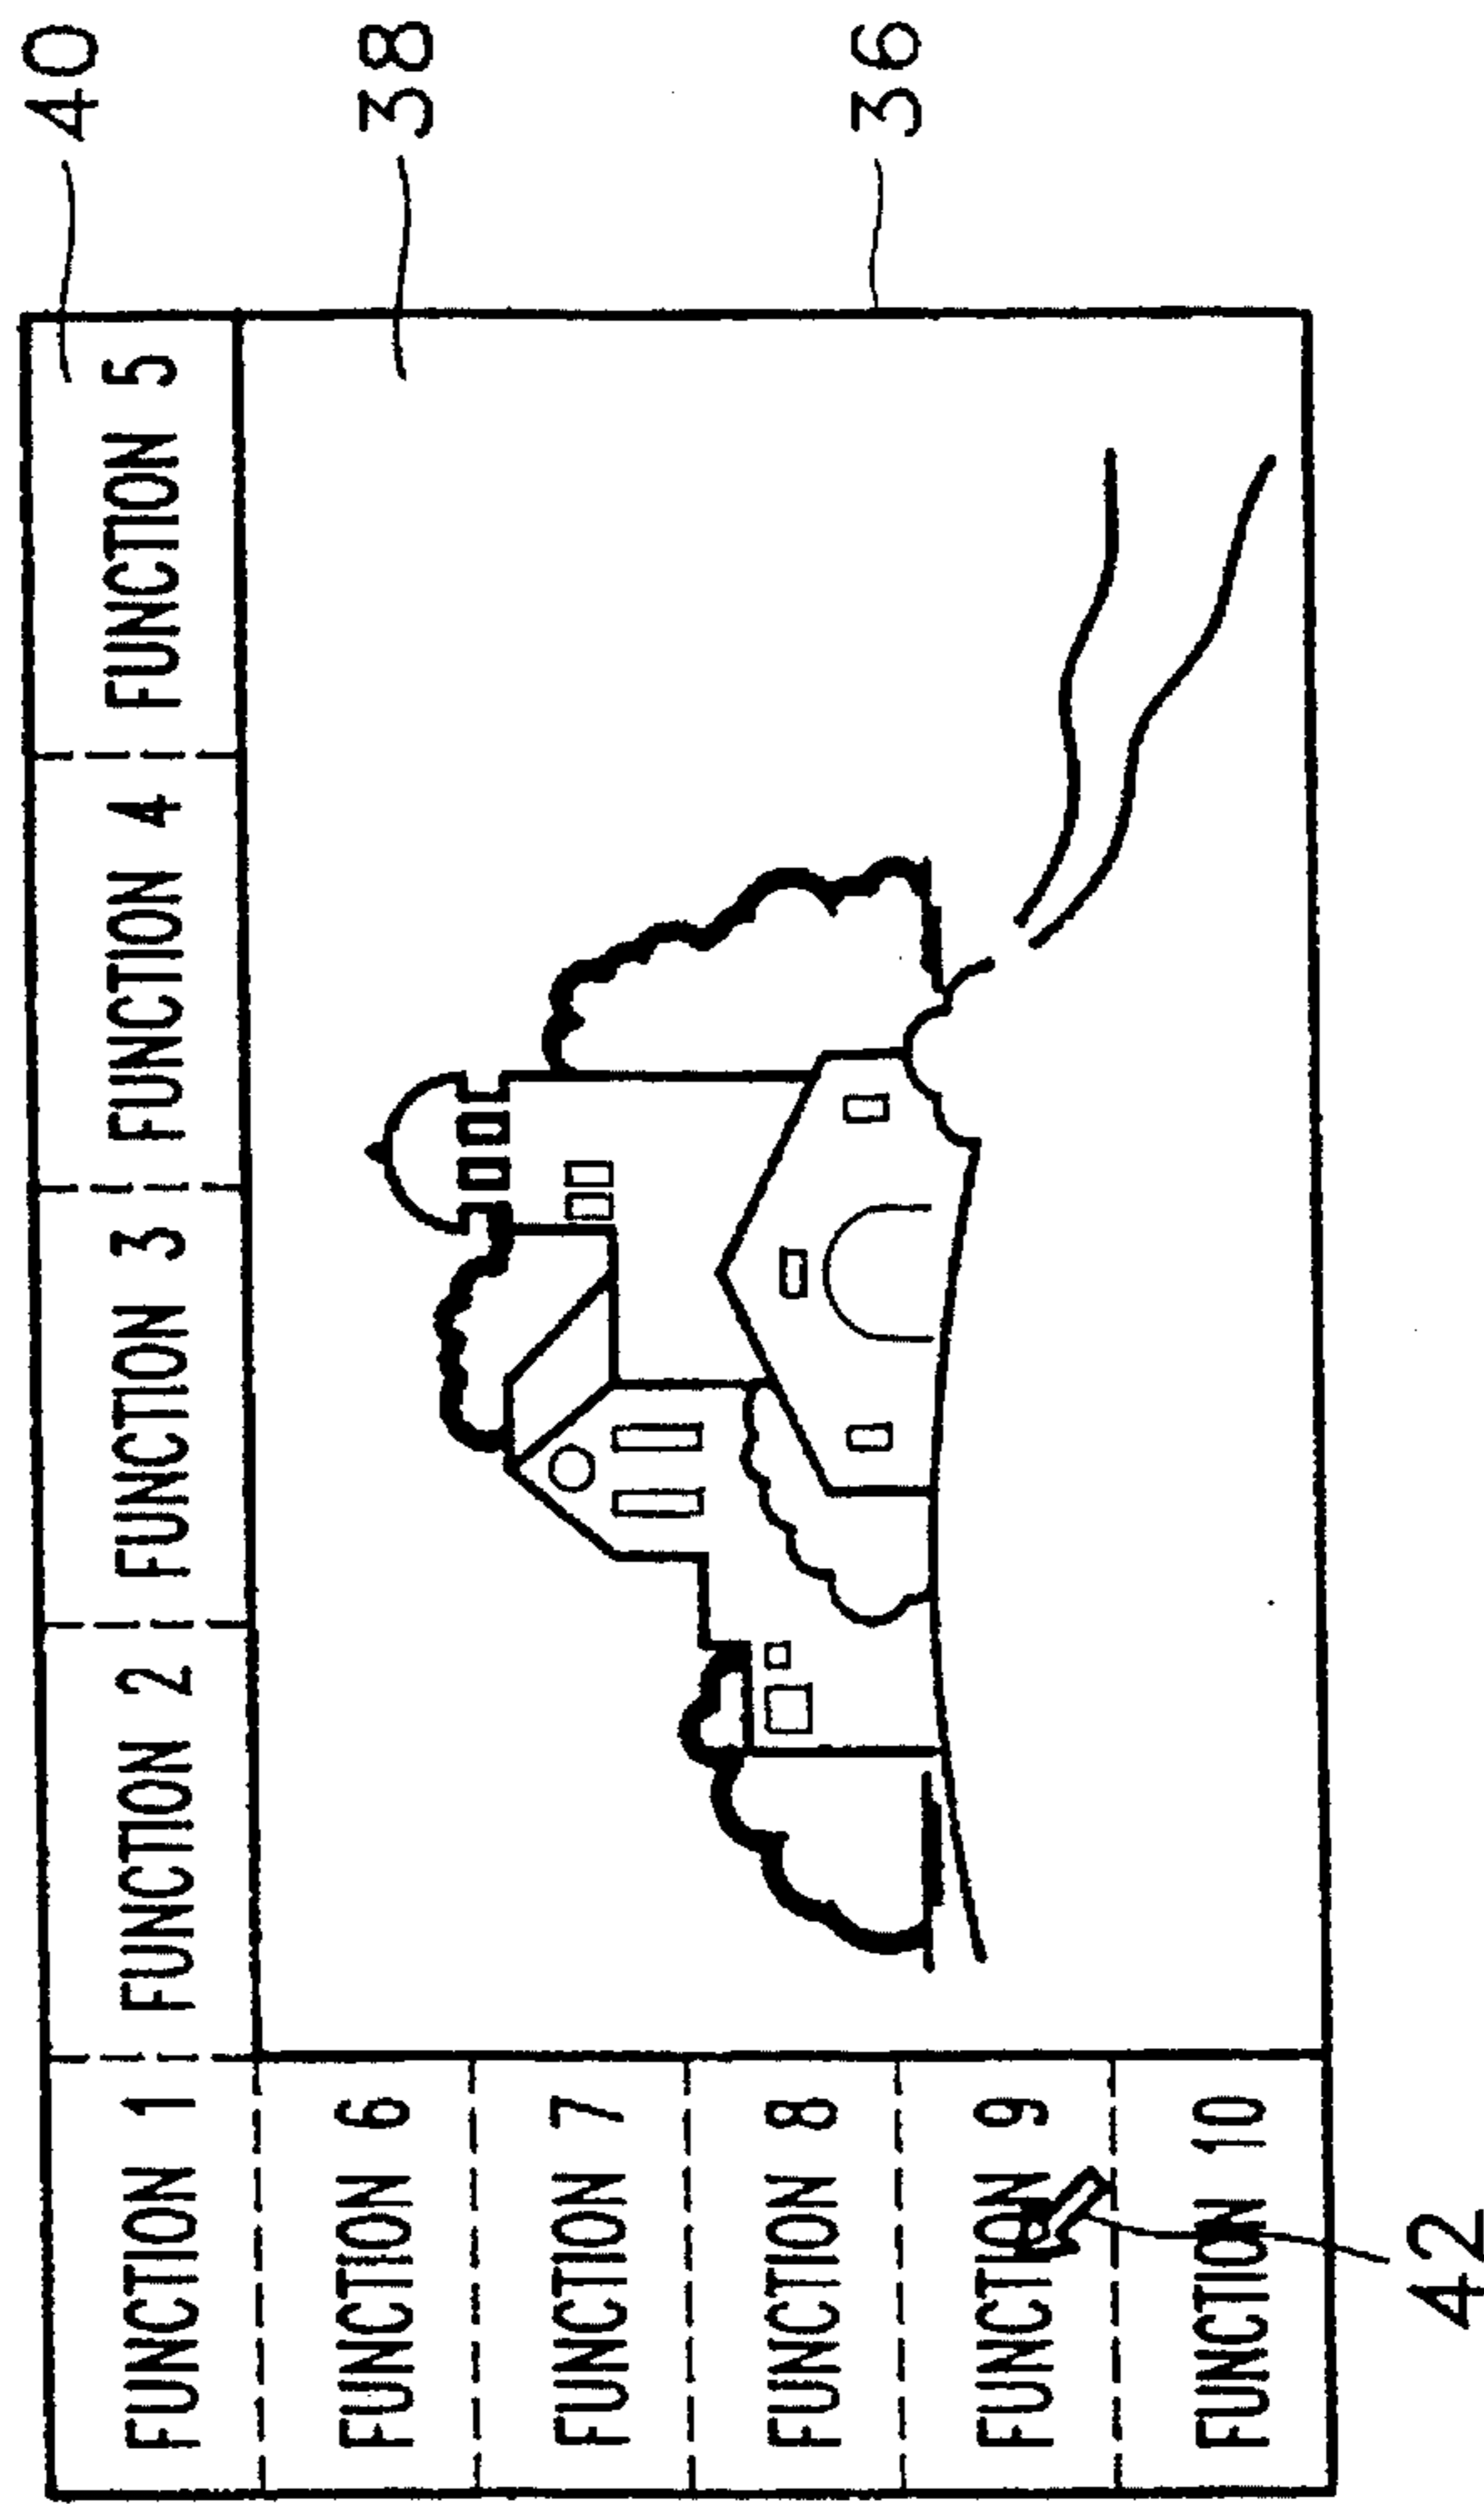 FUNCTION 1 FUNCTION 2 FUNCTION 3 FUNCTION 4 FUNCTION 5
40
FUNCTION 6
38
FUNCTION 7
FUNCTION 8
FUNCTION 9
36
FUNCTION 10
42